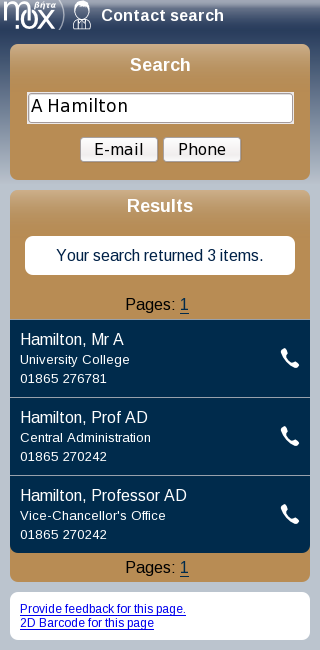 mox βήτα
Contact search
Search
A Hamilton
E-mail Phone
Results
Your search returned 3 items.
Pages: 1
Hamilton, Mr A
University College
01865 276781
Hamilton, Prof AD
Central Administration
01865 270242
Hamilton, Professor AD
Vice-Chancellor's Office
01865 270242
Pages: 1
Provide feedback for this page.
2D Barcode for this page